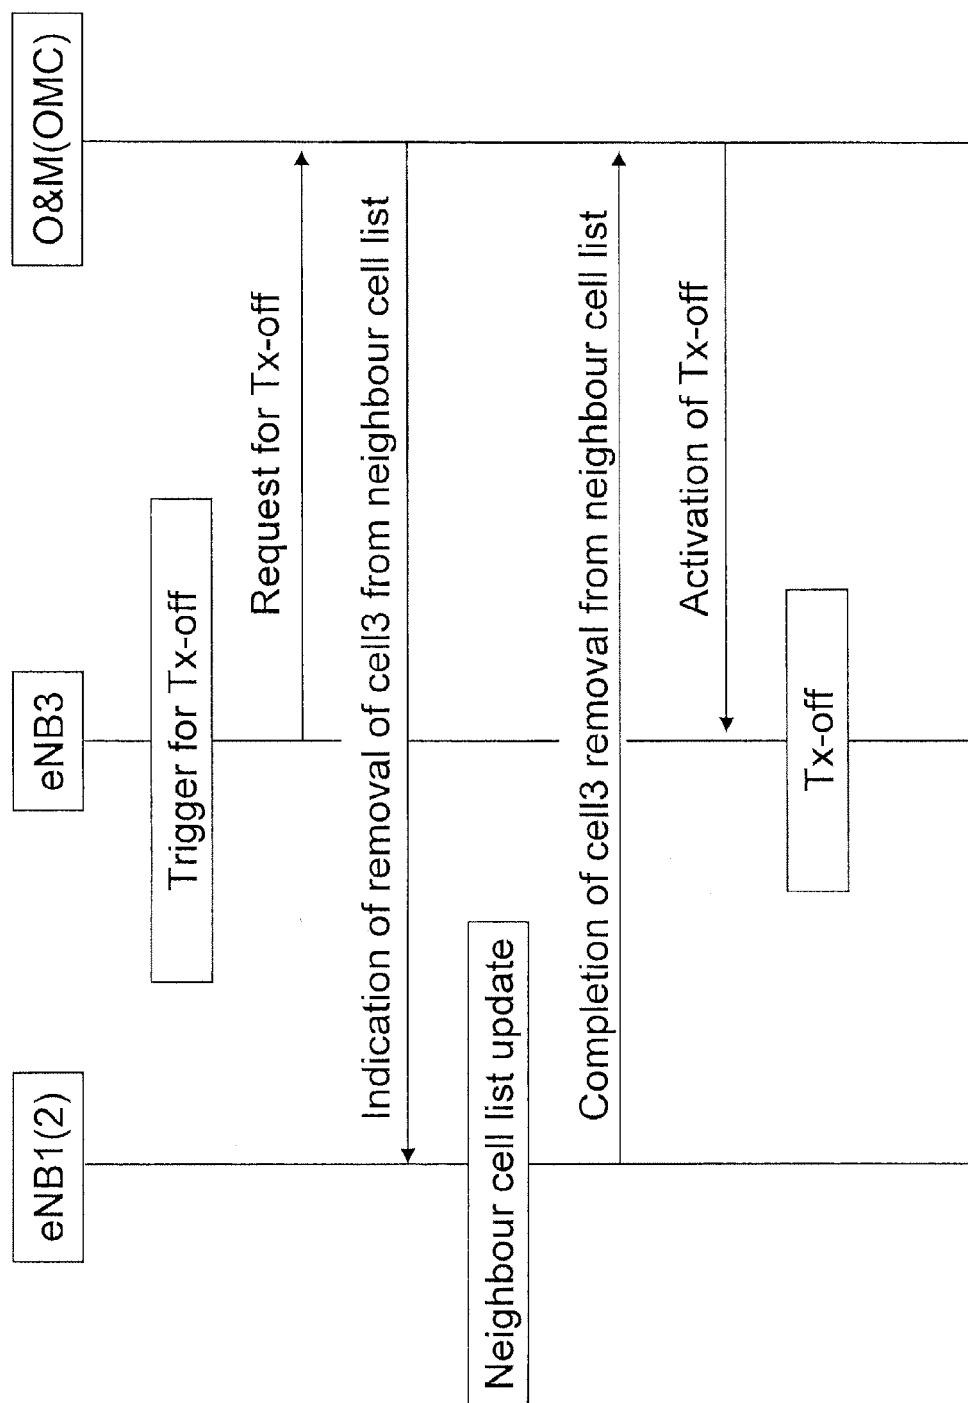 eNB1(2)
eNB3
O&M(OMC)
Trigger for Tx-off
Request for Tx-off
Indication of removal of cell3 from neighbour cell list
Neighbour cell list update
Completion of cell3 removal from neighbour cell list
Activation of Tx-off
Tx-off